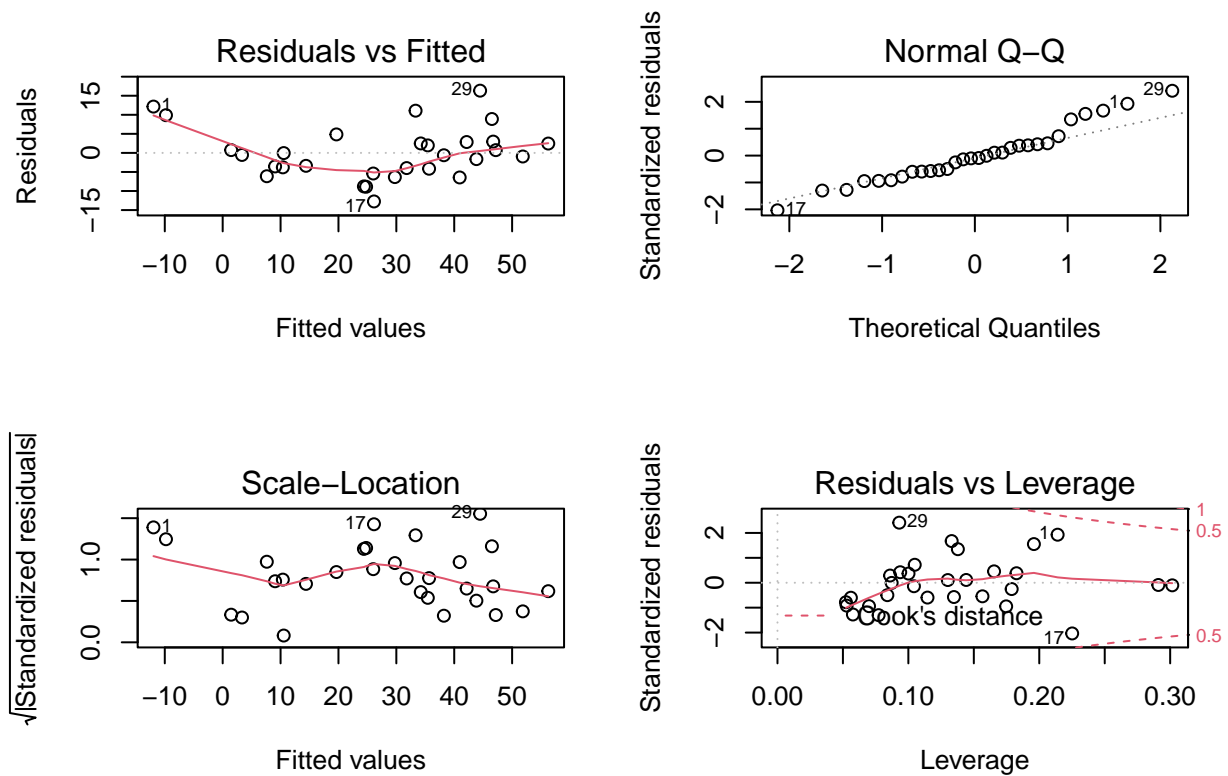 Residuals vs Fitted
Residuals
15
0
−15
1
29
17
−10 0 10 20 30 40 50
Fitted values
Normal Q−Q
Standardized residuals
2
0
−2
17
1
29
−2 −1 0 1 2
Theoretical Quantiles
Scale−Location
√|Standardized residuals|
1.0
0.0
1
17
29
−10 0 10 20 30 40 50
Fitted values
Residuals vs Leverage
Standardized residuals
2
0
−2
29
1
17
Cook's distance
1
0.5
0.5
0.00 0.10 0.20 0.30
Leverage